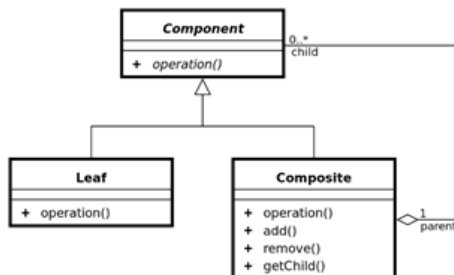 Component
+ operation()
0..*
child
Leaf
+ operation()
Composite
+ operation()
+ add()
+ remove()
+ getChild()
1
parent